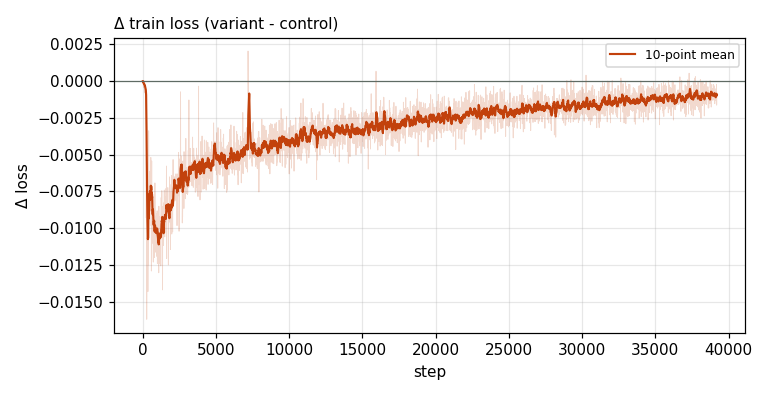 Δ train loss (variant - control)
10-point mean
0.0025
0.0000
−0.0025
−0.0050
−0.0075
−0.0100
−0.0125
−0.0150
Δ loss
0 5000 10000 15000 20000 25000 30000 35000 40000
step